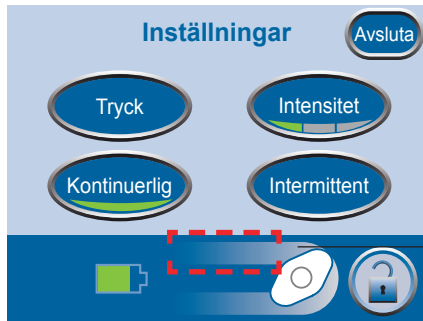 Inställningar
Avsluta
Tryck
Intensitet
Kontinuerlig
Intermittent